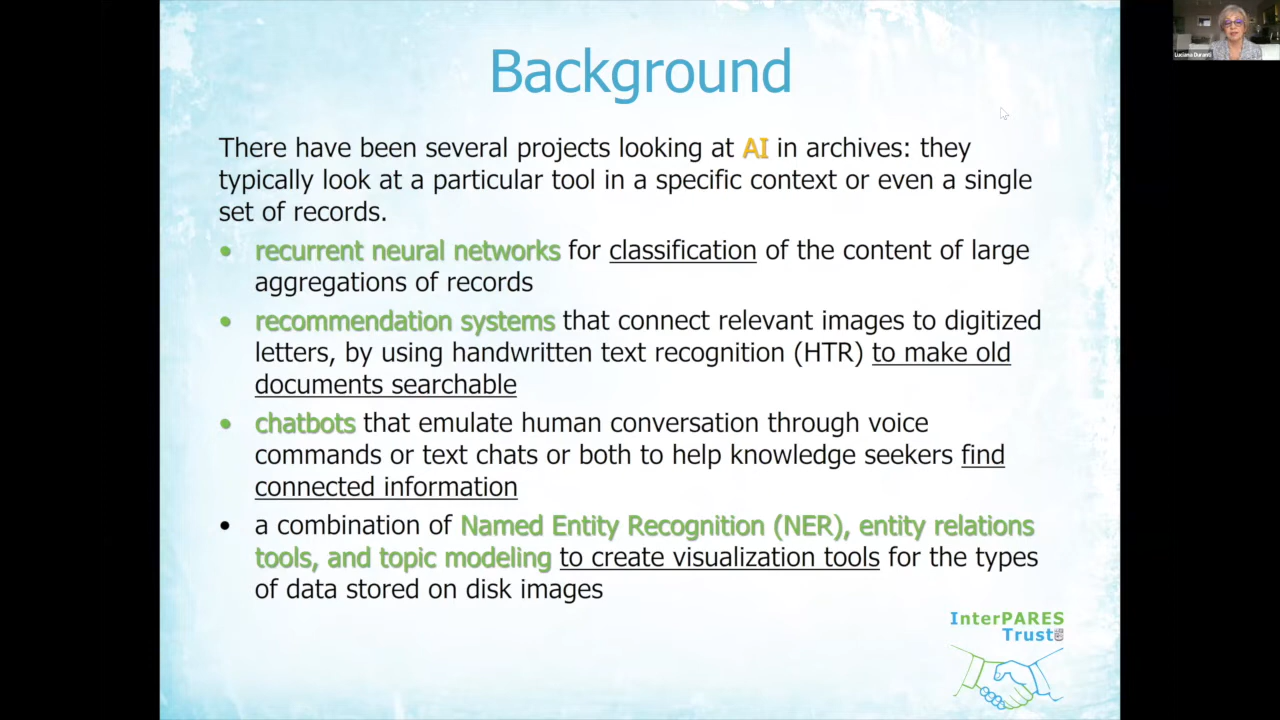 Background
There have been several projects looking at AI in archives: they
typically look at a particular tool in a specific context or even a single
set of records.
• recurrent neural networks for classification of the content of large
aggregations of records
• recommendation systems that connect relevant images to digitized
letters, by using handwritten text recognition (HTR) to make old
documents searchable
• chatbots that emulate human conversation through voice
commands or text chats or both to help knowledge seekers find
connected information
• a combination of Named Entity Recognition (NER), entity relations
tools, and topic modeling to create visualization tools for the types
of data stored on disk images
InterPARES
Trust
Luciana Duranti